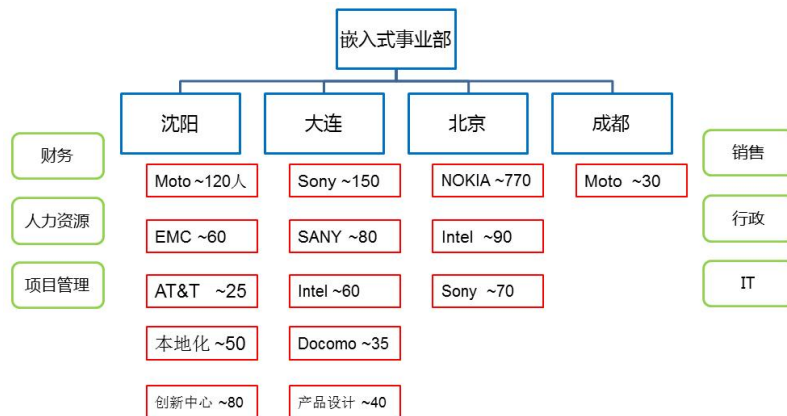 嵌入式事业部
沈阳
大连
北京
成都
财务
人力资源
项目管理
Moto ~120人
EMC ~60
AT&T ~25
本地化 ~50
创新中心 ~80
Sony ~150
SANY ~80
Intel ~60
Docomo ~35
产品设计 ~40
NOKIA ~770
Intel ~90
Sony ~70
Moto ~30
销售
行政
IT